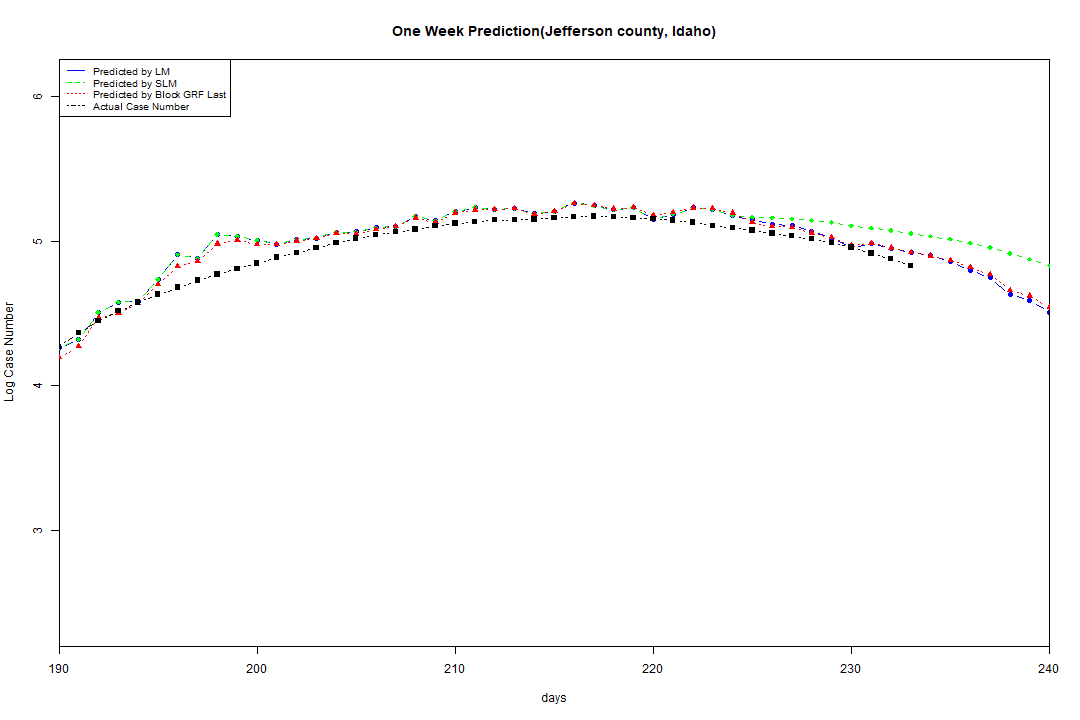 One Week Prediction(Jefferson county, Idaho)
Predicted by LM
Predicted by SLM
Predicted by Block GRF Last
Actual Case Number
6
5
4
3
Log Case Number
190 200 210 220 230 240
days